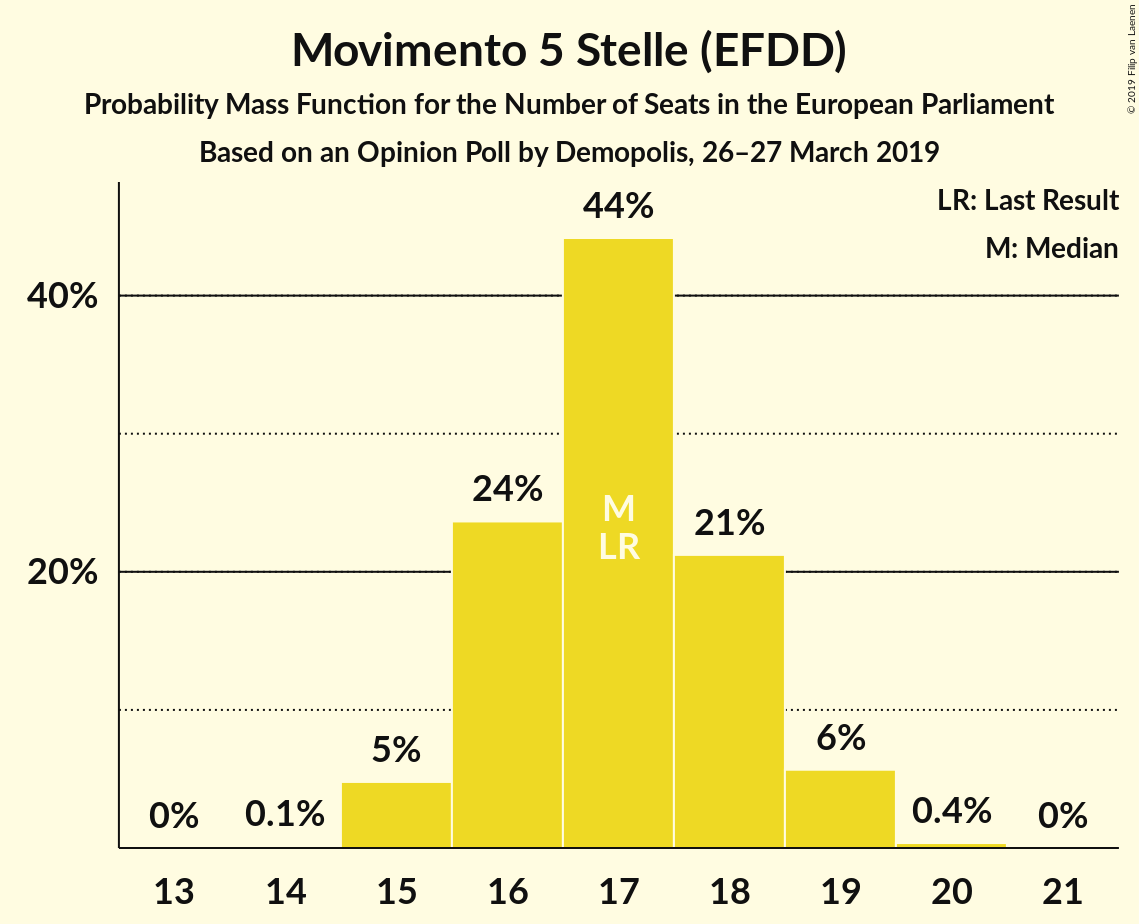 Movimento 5 Stelle (EFDD)
Probability Mass Function for the Number of Seats in the European Parliament
Based on an Opinion Poll by Demopolis, 26–27 March 2019
© 2019 Filip van Laenen
LR: Last Result
M: Median
44%
40%
24%
M
LR
21%
20%
5%
6%
0%
0.1%
0.4%
0%
13 14 15 16 17 18 19 20 21